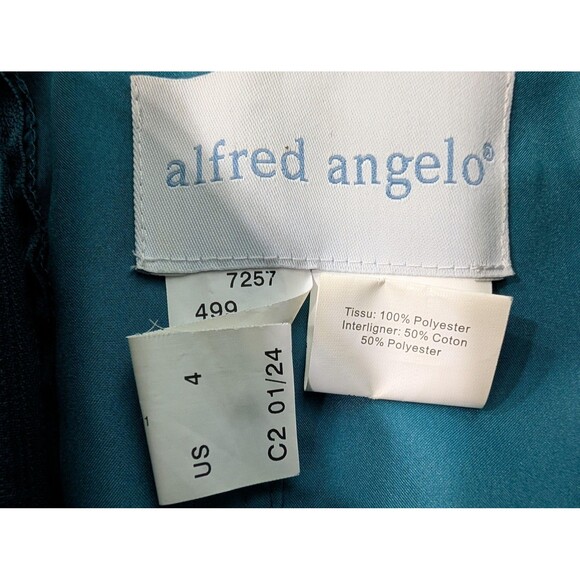 alfred angelo®
7257
499
US 4
C2 01/24
Tissu: 100% Polyester
Interligner: 50% Coton
50% Polyester